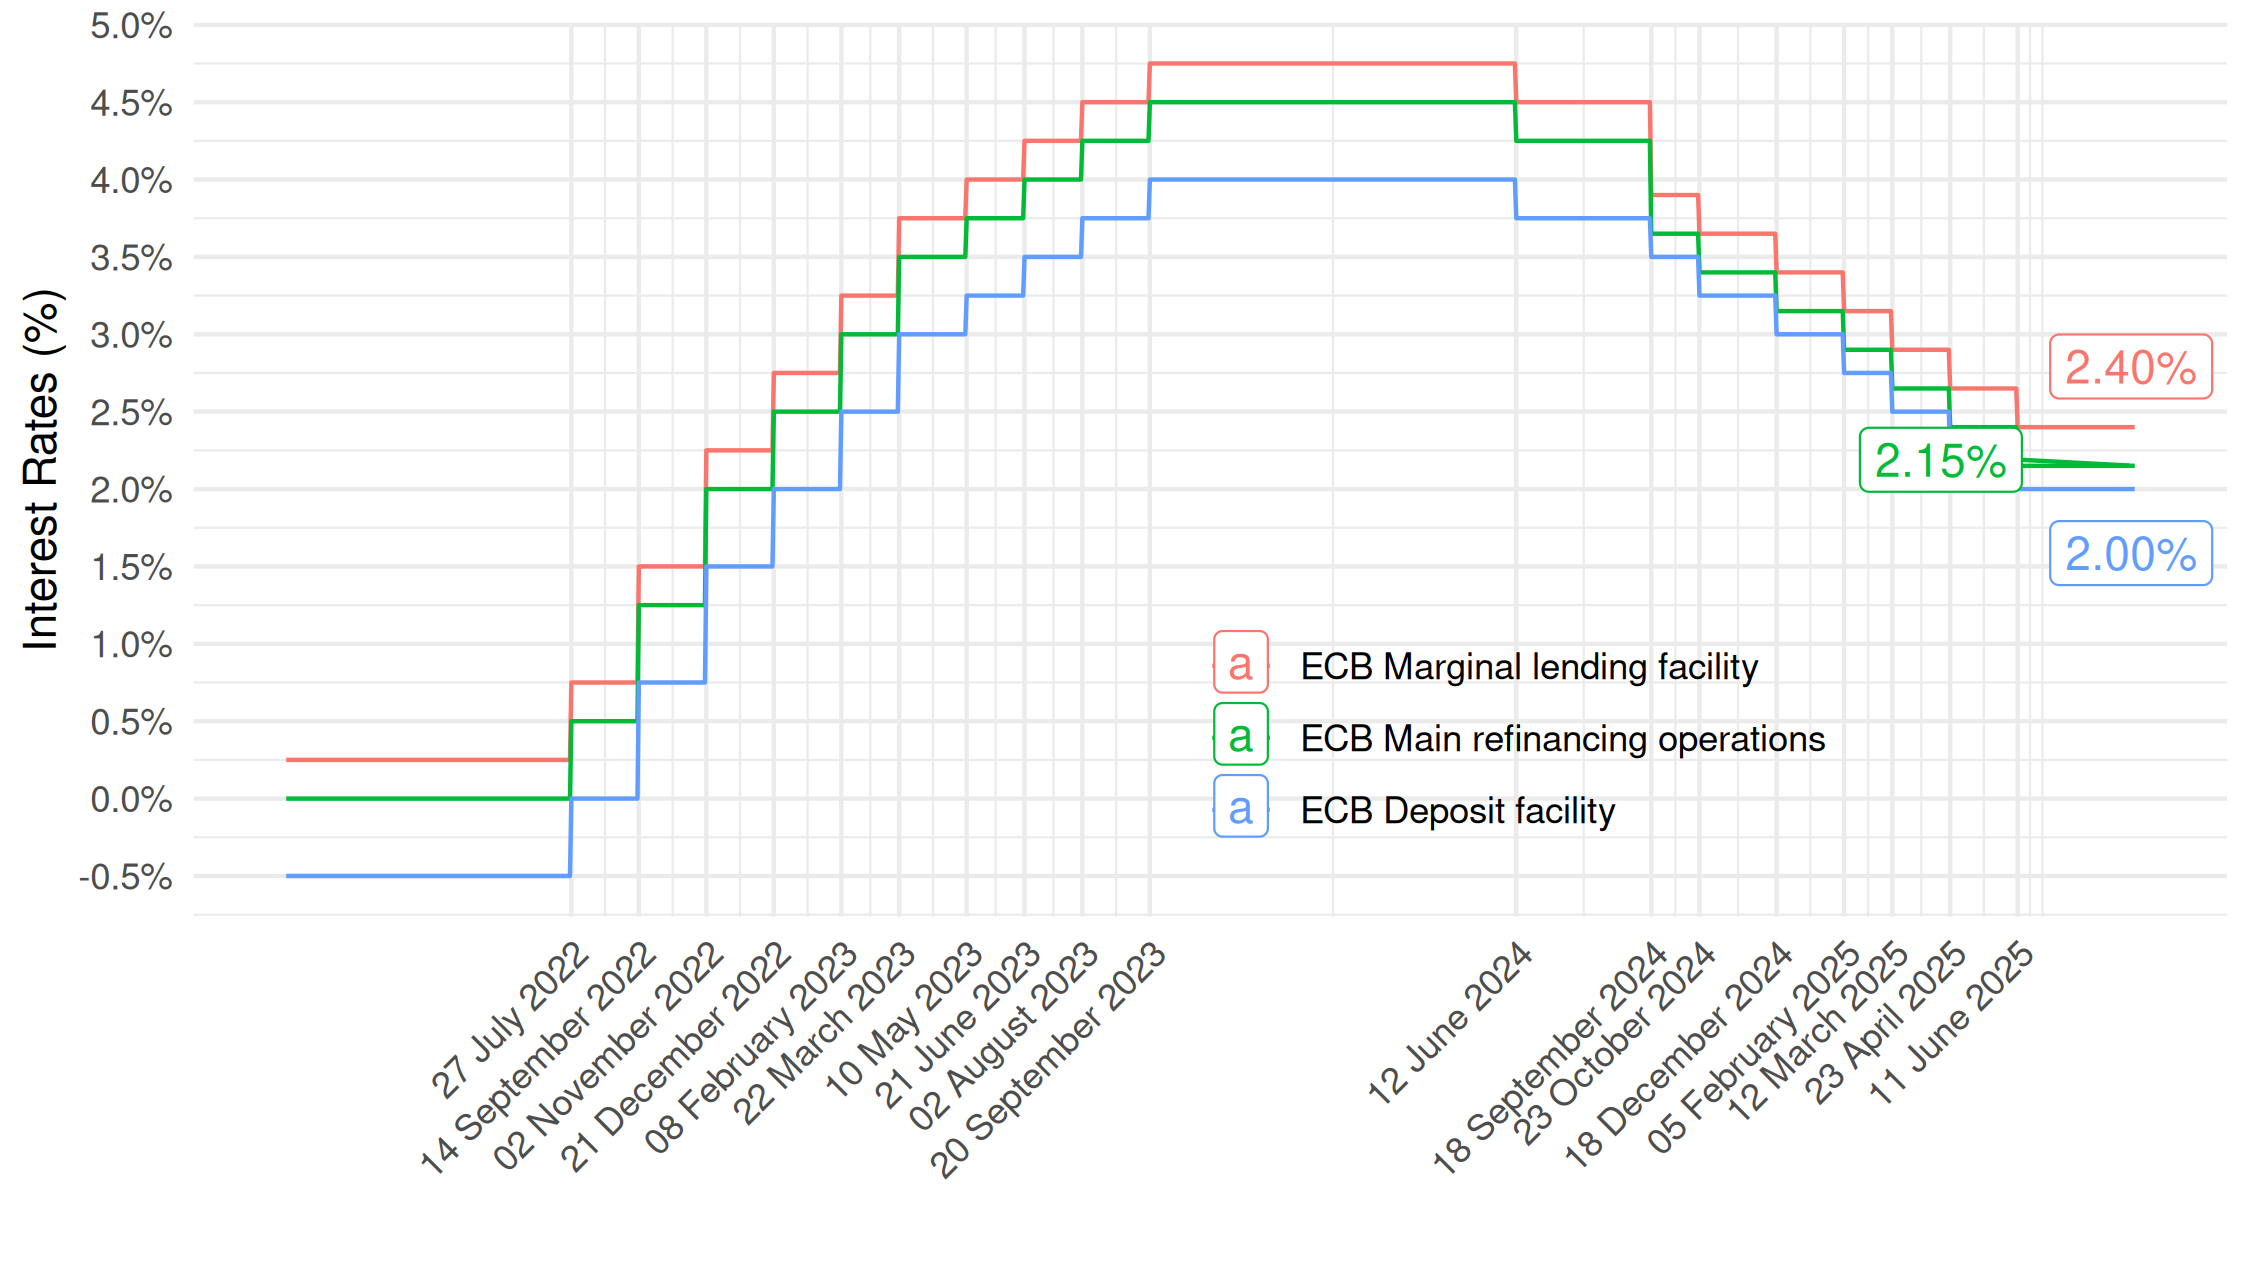 5.0%
4.5%
4.0%
3.5%
3.0%
2.5%
2.0%
1.5%
1.0%
0.5%
0.0%
-0.5%
Interest Rates (%)
2.40%
2.15%
2.00%
a ECB Marginal lending facility
a ECB Main refinancing operations
a ECB Deposit facility
27 July 2022
14 September 2022
02 November 2022
21 December 2022
08 February 2023
22 March 2023
10 May 2023
21 June 2023
02 August 2023
20 September 2023
12 June 2024
18 September 2024
23 October 2024
18 December 2024
05 February 2025
12 March 2025
23 April 2025
11 June 2025